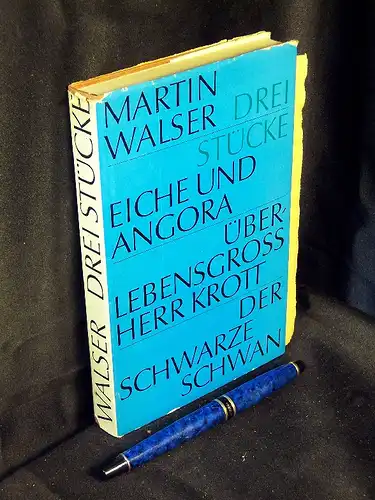 MARTIN
WALSER DREI
STÜCKE
EICHE UND
ANGORA
ÜBER-
LEBENSGROSS
HERR KROTT
DER
SCHWARZE
SCHWAN
WALSER DREI STÜCKE